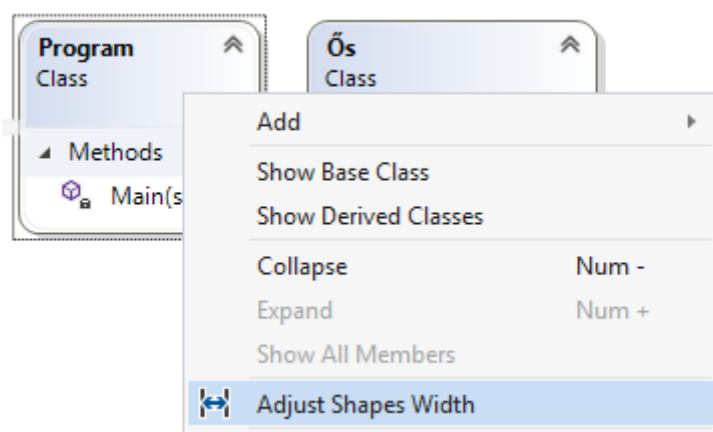 Program
Class
Methods
Main(s
Ős
Class
Add
Show Base Class
Show Derived Classes
Collapse Num -
Expand Num +
Show All Members
Adjust Shapes Width